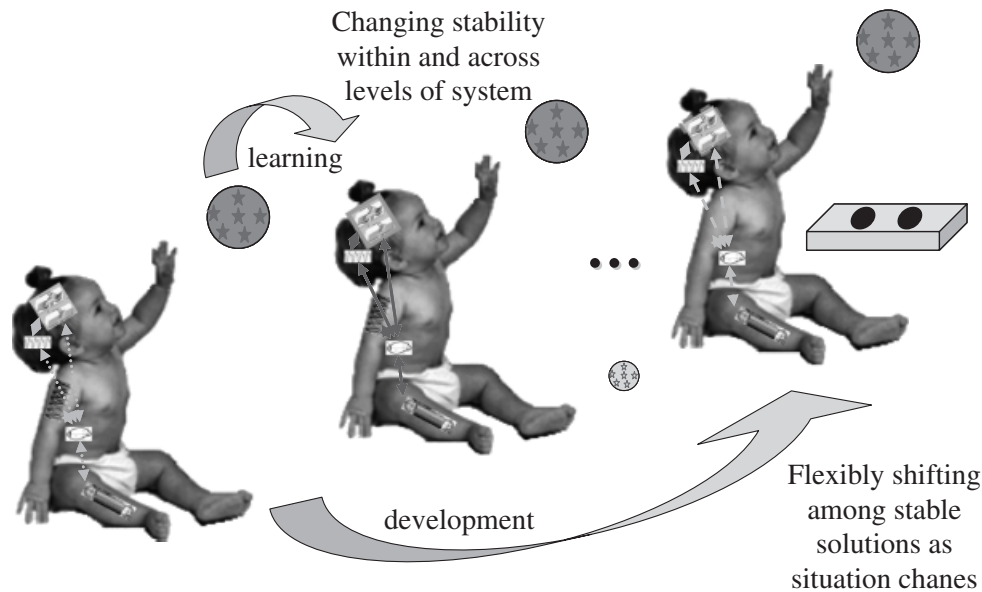 Changing stability
within and across
levels of system
learning
development
Flexibly shifting
among stable
solutions as
situation chanes